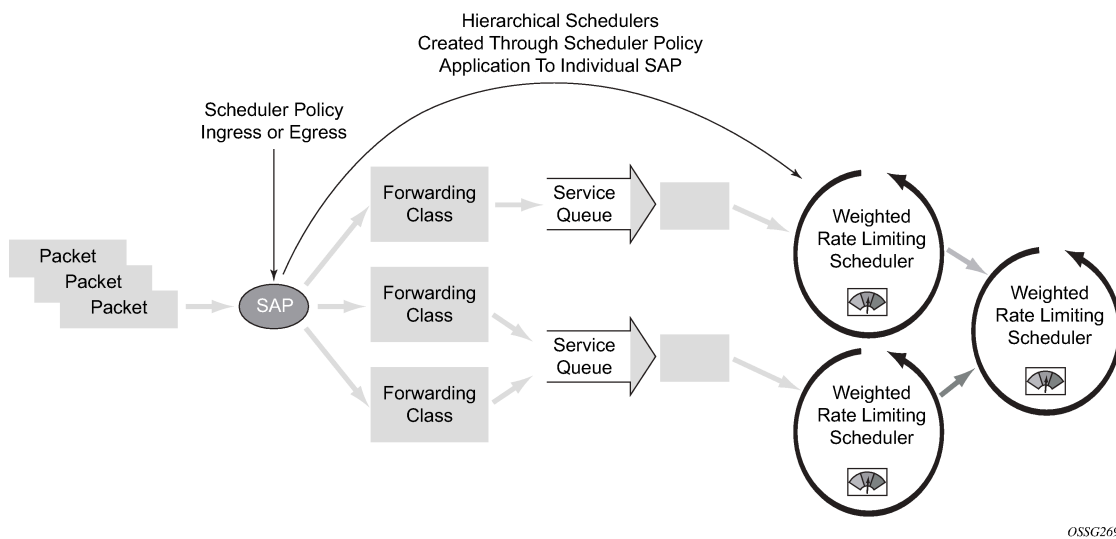 Hierarchical Schedulers
Created Through Scheduler Policy
Application To Individual SAP
Scheduler Policy
Ingress or Egress
Packet
Packet
Packet
SAP
Forwarding
Class
Forwarding
Class
Forwarding
Class
Service
Queue
Service
Queue
Weighted
Rate Limiting
Scheduler
Weighted
Rate Limiting
Scheduler
Weighted
Rate Limiting
Scheduler
OSSG269